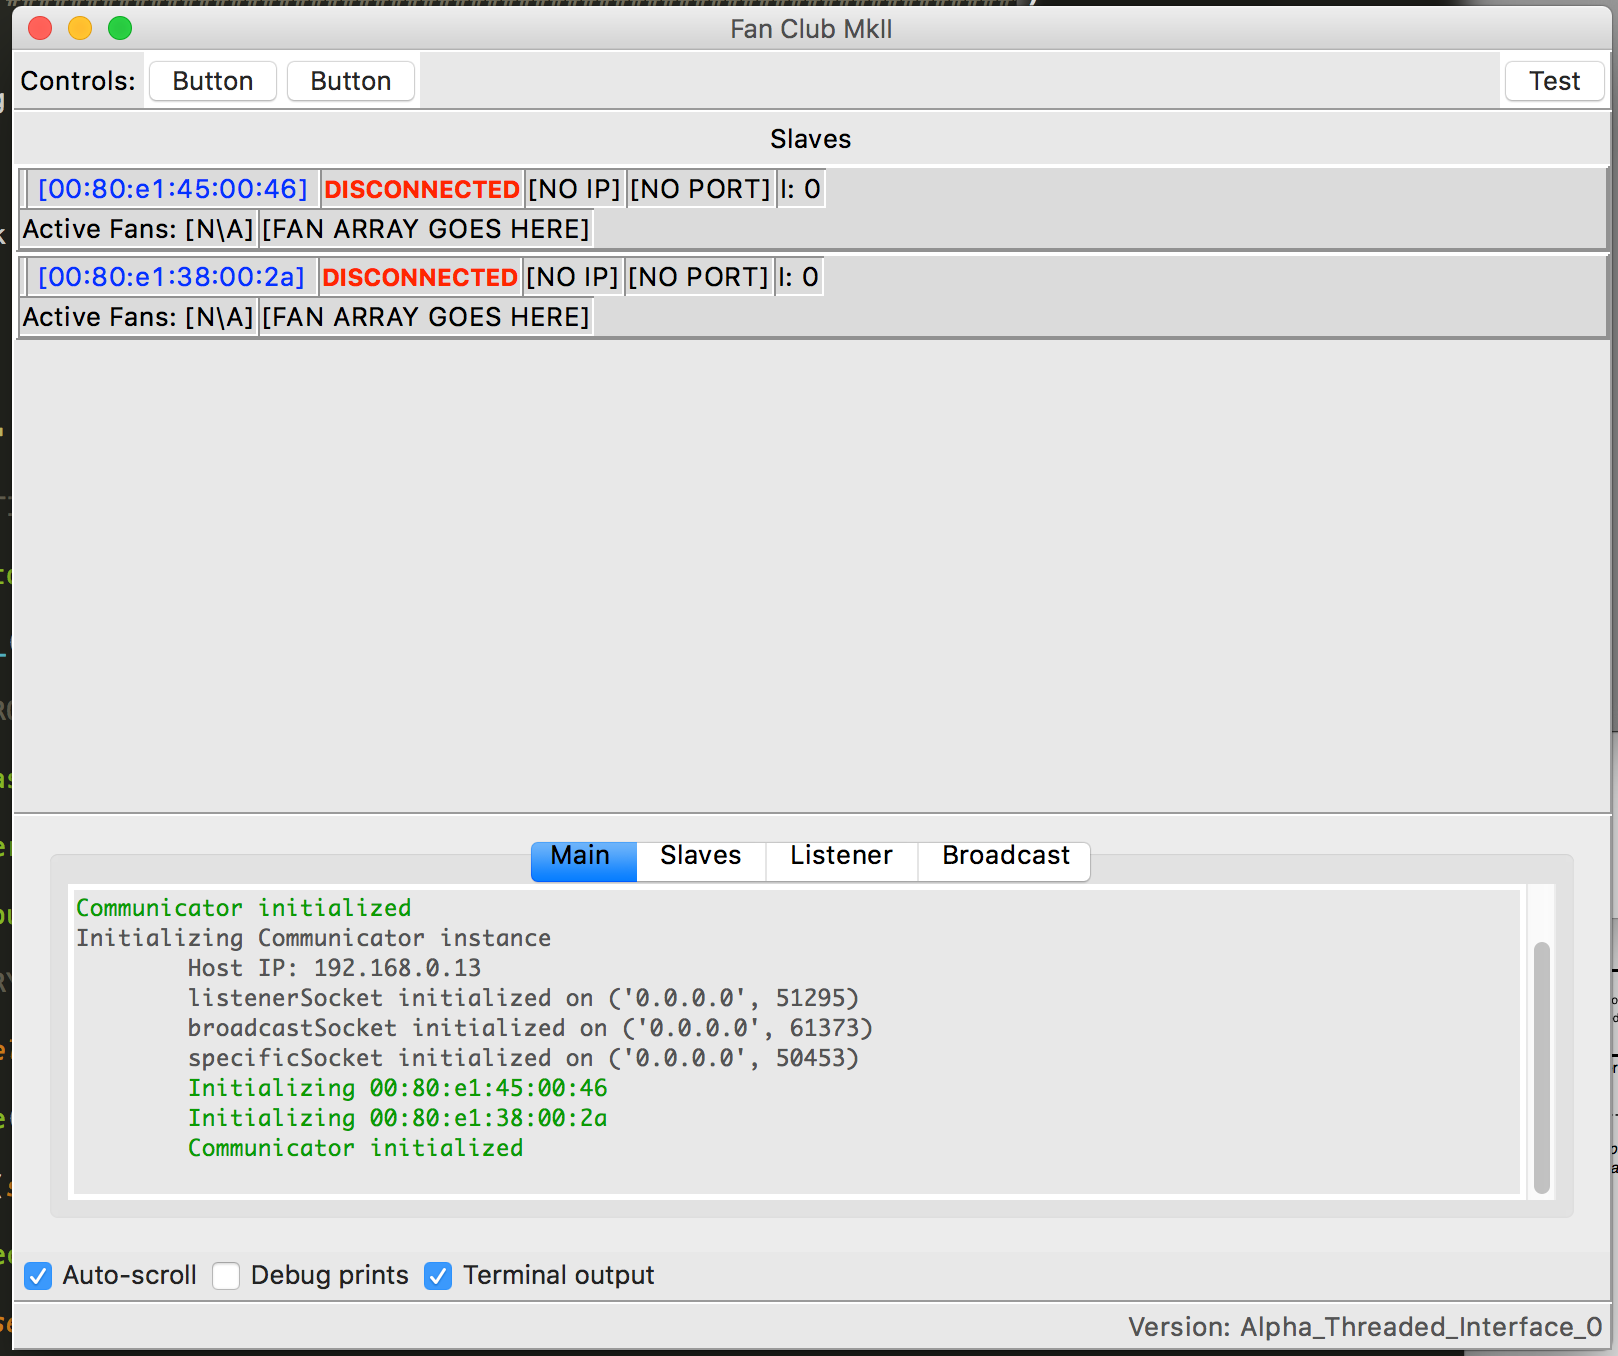 Fan Club MkII
Controls: Button Button Test
Slaves
[00:80:e1:45:00:46] DISCONNECTED [NO IP] [NO PORT] I: 0
Active Fans: [N\A] [FAN ARRAY GOES HERE]
[00:80:e1:38:00:2a] DISCONNECTED [NO IP] [NO PORT] I: 0
Active Fans: [N\A] [FAN ARRAY GOES HERE]
Main Slaves Listener Broadcast
Communicator initialized
Initializing Communicator instance
Host IP: 192.168.0.13
listenerSocket initialized on ('0.0.0.0', 51295)
broadcastSocket initialized on ('0.0.0.0', 61373)
specificSocket initialized on ('0.0.0.0', 50453)
Initializing 00:80:e1:45:00:46
Initializing 00:80:e1:38:00:2a
Communicator initialized
Auto-scroll Debug prints Terminal output
Version: Alpha_Threaded_Interface_0